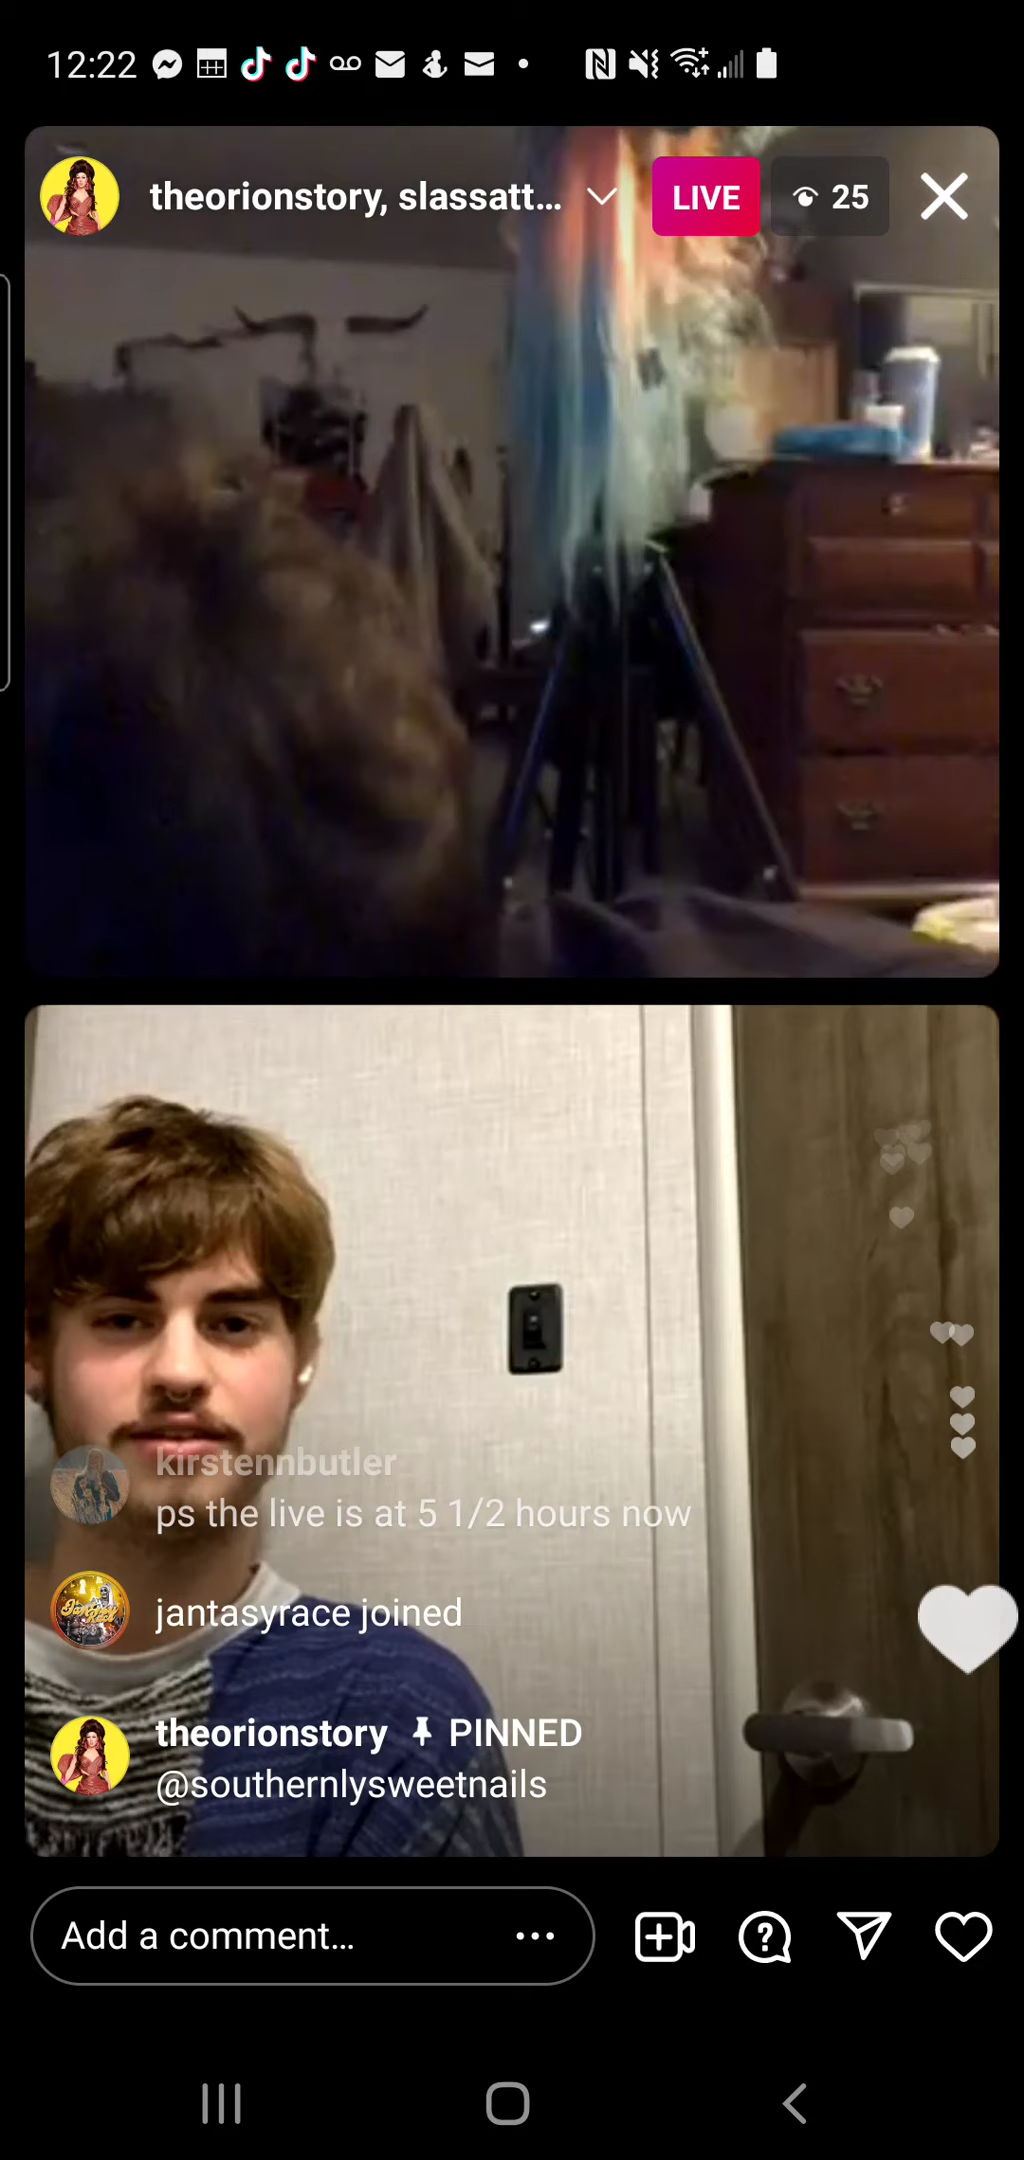 12:22
theorionstory, slassatt...
LIVE
25
kirstennbutler
ps the live is at 5 1/2 hours now
jantasyrace joined
theorionstory PINNED
@southernlysweetnails
Add a comment...